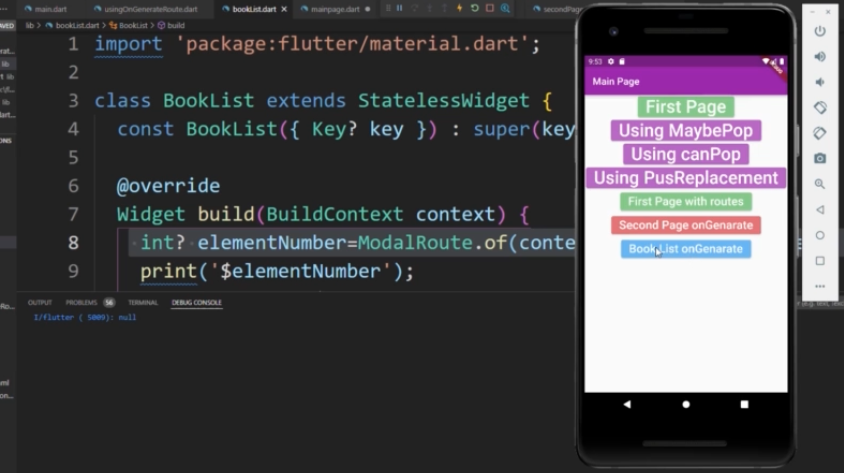 main.dart usingOnGenerateRoute.dart bookList.dart mainpage.dart secondPag
lib > bookList.dart > BookList > build
1 import 'package:flutter/material.dart';
2
3 class BookList extends StatelessWidget {
4 const BookList({ Key? key }) : super(key
5
6 @override
7 Widget build(BuildContext context) {
8 int? elementNumber=ModalRoute.of(conte
9 print('$elementNumber');
OUTPUT PROBLEMS 56 TERMINAL DEBUG CONSOLE
I/flutter ( 5009): null
9:53
Main Page
First Page
Using MaybePop
Using canPop
Using PusReplacement
First Page with routes
Second Page onGenarate
Book List onGenarate